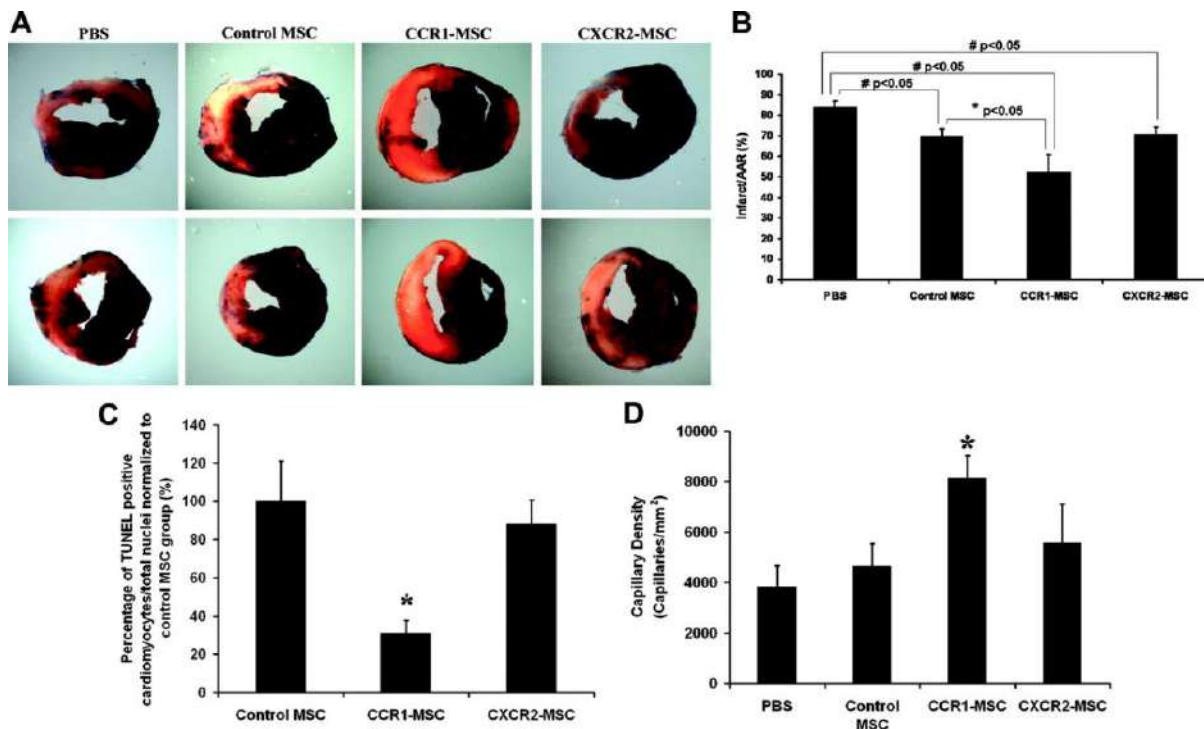 A
PBS
Control MSC
CCR1-MSC
CXCR2-MSC
B
# p<0.05
# p<0.05
# p<0.05
* p<0.05
Infarct/AAR (%)
100
90
80
70
60
50
40
30
20
10
0
PBS
Control MSC
CCR1-MSC
CXCR2-MSC
C
Percentage of TUNEL positive
cardiomyocytes/total nuclei normalized to
control MSC group (%)
140
120
100
80
60
40
20
0
*
Control MSC
CCR1-MSC
CXCR2-MSC
D
Capillary Density
(Capillaries/mm²)
10000
8000
6000
4000
2000
0
*
PBS
Control
MSC
CCR1-MSC
CXCR2-MSC